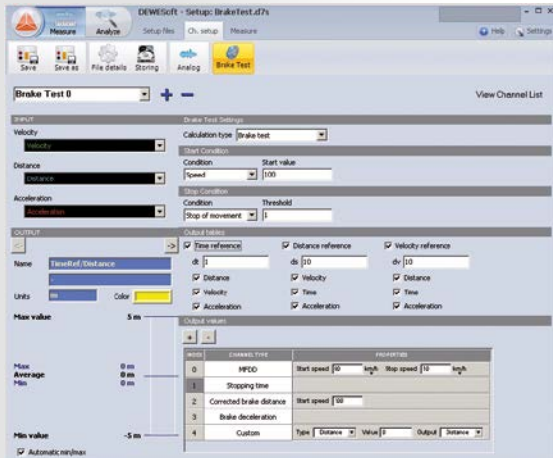 DEWESoft - Setup: BrakeTest.d7s
Measure Analyze Setup files Ch. setup Measure Help Settings
Save Save as File details Storing Analog Brake Test
Brake Test 0 View Channel List
INPUT Brake Test Settings
Velocity
Velocity
Calculation type Brake test
Start Condition
Distance
Distance
Condition Start value
Speed 100
Stop Condition
Acceleration
Acceleration
Condition Threshold
Stop of movement 1
OUTPUT Output tables
<- ->
Time reference Distance reference Velocity reference
Name TimeRef/Distance
-
dt 1 ds 10 dv 10
Distance Velocity Distance
Units m Color
Velocity Time Time
Acceleration Acceleration Acceleration
Max value 5 m
Output values
+ -
INDEX CHANNEL TYPE PROPERTIES
0 MFDD Start speed 80 km/h Stop speed 10 km/h
Max 0 m
Average 0 m
Min 0 m
1 Stopping time
2 Corrected brake distance Start speed 100
3 Brake deceleration
4 Custom Type Distance Value 0 Output Distance
Min value -5 m
Automatic min/max